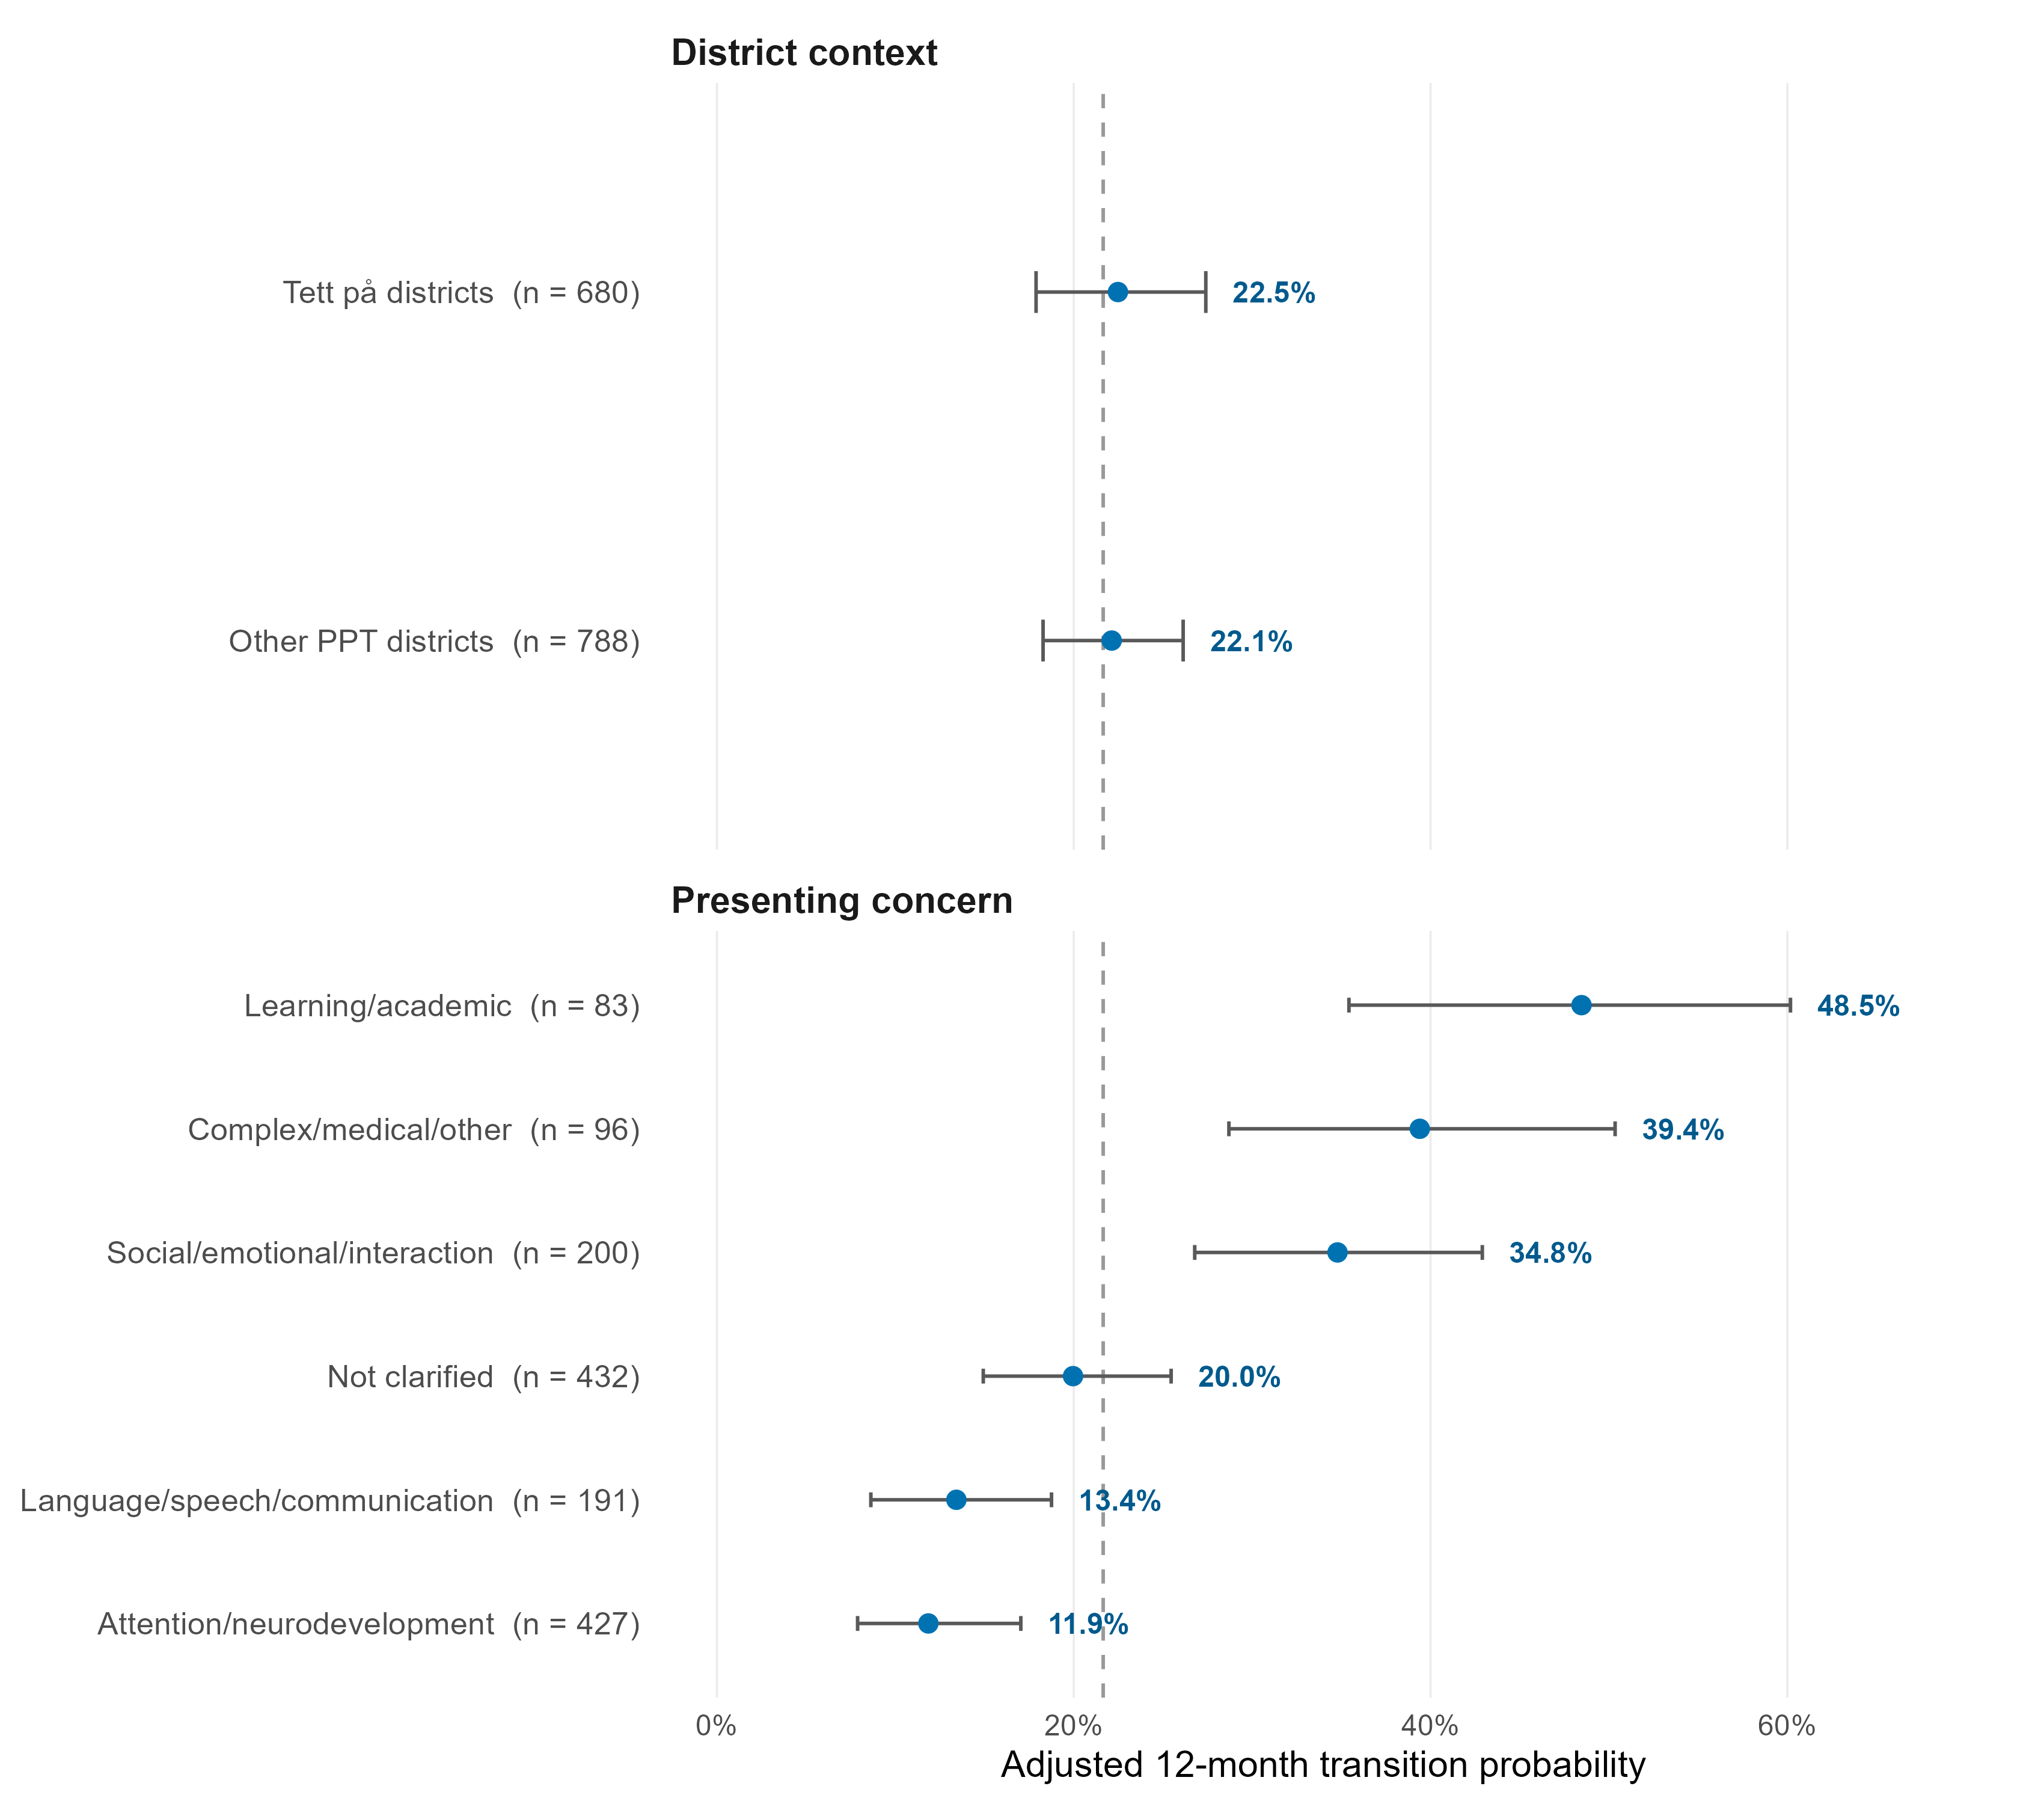 District context
Tett på districts (n = 680)
22.5%
Other PPT districts (n = 788)
22.1%
Presenting concern
Learning/academic (n = 83)
48.5%
Complex/medical/other (n = 96)
39.4%
Social/emotional/interaction (n = 200)
34.8%
Not clarified (n = 432)
20.0%
Language/speech/communication (n = 191)
13.4%
Attention/neurodevelopment (n = 427)
11.9%
0% 20% 40% 60%
Adjusted 12-month transition probability